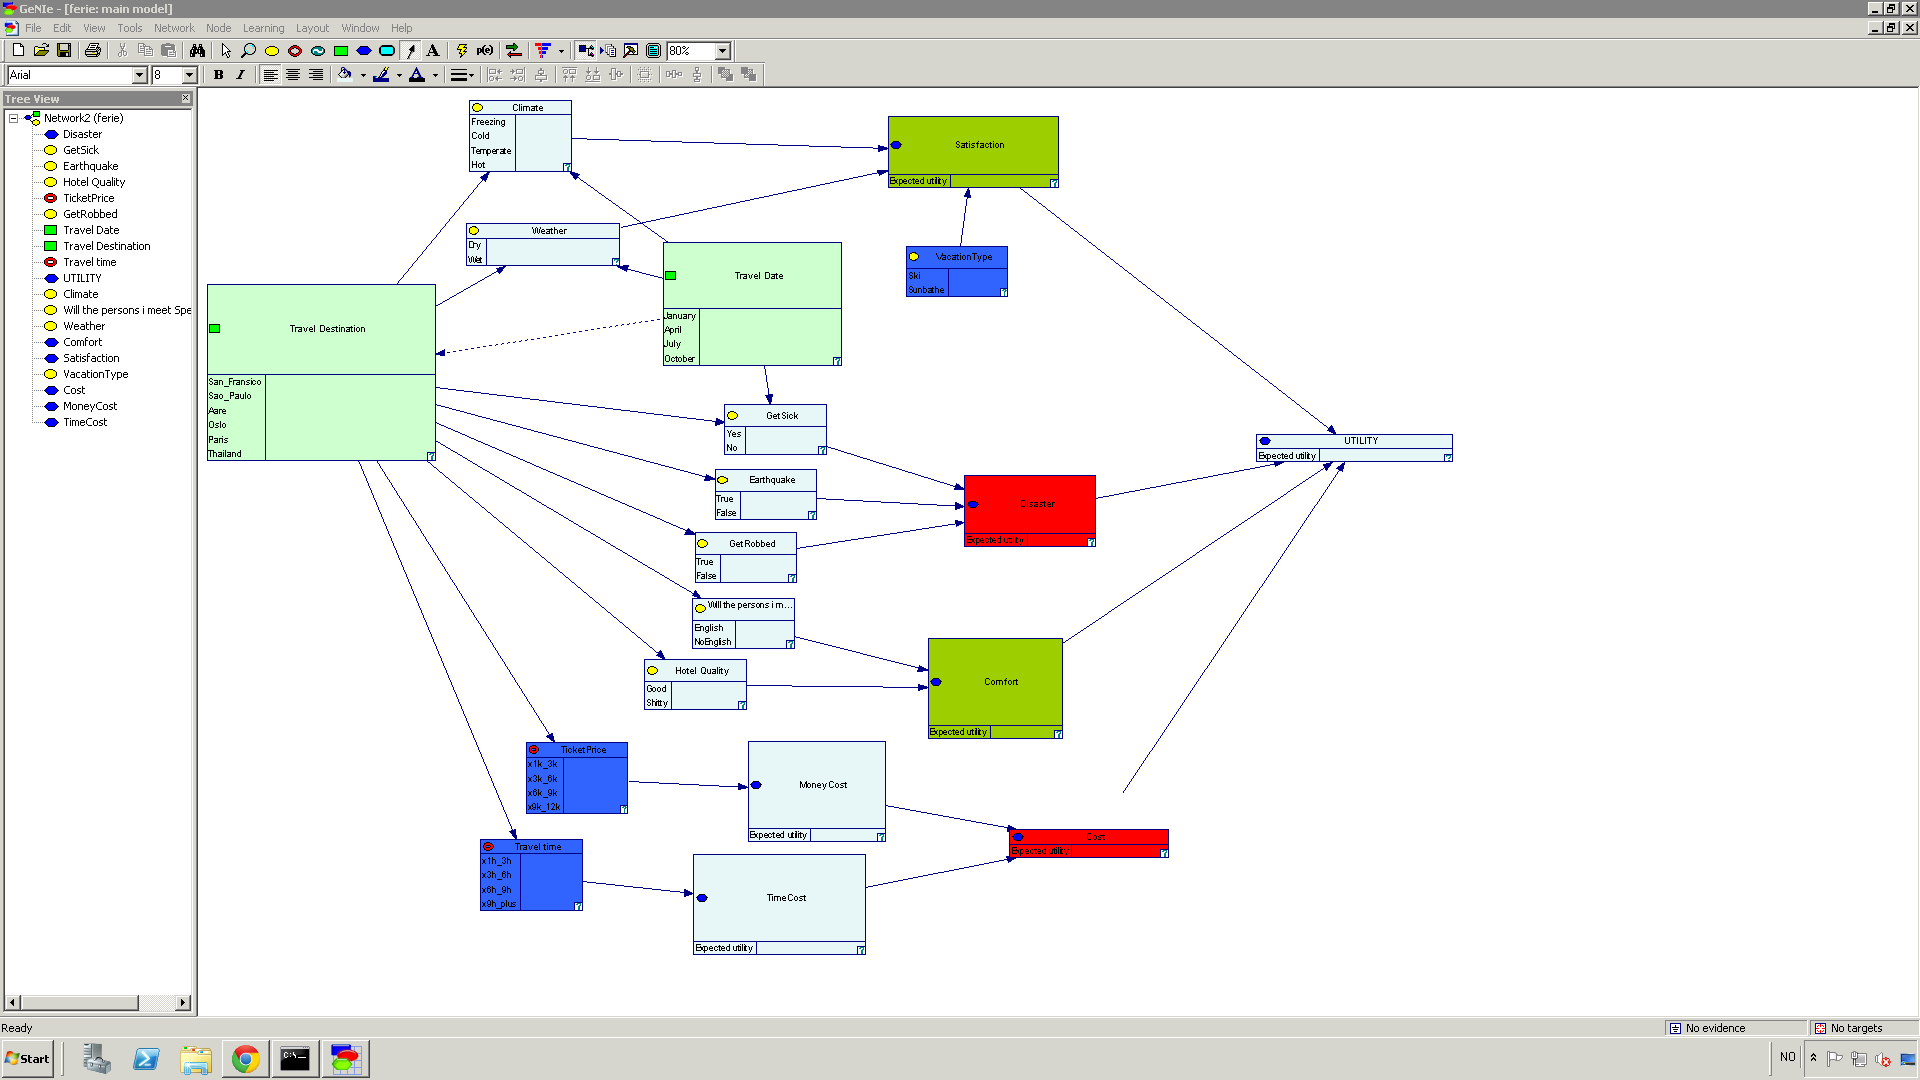 GeNIe - [ferie: main model]
File Edit View Tools Network Node Learning Layout Window Help
A p(e) 80%
Arial 8 B I A
Tree View
Network2 (ferie)
Disaster
GetSick
Earthquake
Hotel Quality
TicketPrice
GetRobbed
Travel Date
Travel Destination
Travel time
UTILITY
Climate
Will the persons i meet Spe
Weather
Comfort
Satisfaction
VacationType
Cost
MoneyCost
TimeCost
Climate
Freezing
Cold
Temperate
Hot
Satisfaction
Expected utility
Weather
Dry
Wet
Travel Date
January
April
July
October
VacationType
Ski
Sunbathe
Travel Destination
San_Fransico
Sao_Paulo
Aare
Oslo
Paris
Thailand
GetSick
Yes
No
UTILITY
Expected utility
Earthquake
True
False
Disaster
Expected utility
GetRobbed
True
False
Will the persons i m...
English
NoEnglish
Hotel Quality
Good
Shitty
Comfort
Expected utility
TicketPrice
x1k_3k
x3k_6k
x6k_9k
x9k_12k
MoneyCost
Expected utility
Cost
Expected utility
Travel time
x1h_3h
x3h_6h
x6h_9h
x9h_plus
TimeCost
Expected utility
Ready
No evidence
No targets
Start
C:\
NO